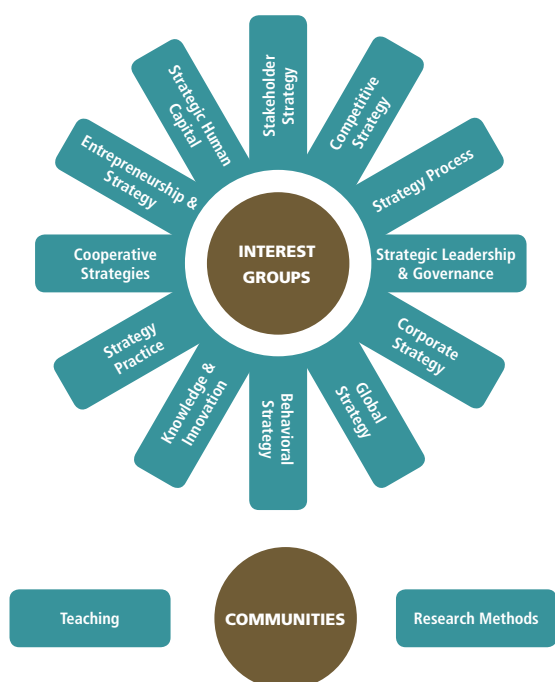 Stakeholder
Strategy
Competitive
Strategy
Strategy Process
Strategic Leadership
& Governance
Corporate
Strategy
Global
Strategy
Behavioral
Strategy
Knowledge &
Innovation
Strategy
Practice
Cooperative
Strategies
Entrepreneurship &
Strategy
Strategic Human
Capital
INTEREST
GROUPS
Teaching
COMMUNITIES
Research Methods